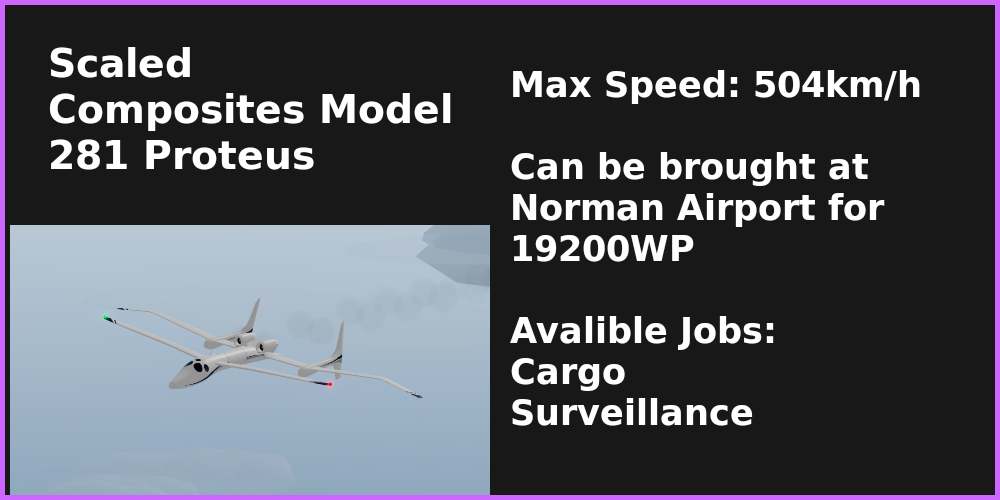 Scaled
Composites Model
281 Proteus
Max Speed: 504km/h
Can be brought at
Norman Airport for
19200WP
Avalible Jobs:
Cargo
Surveillance